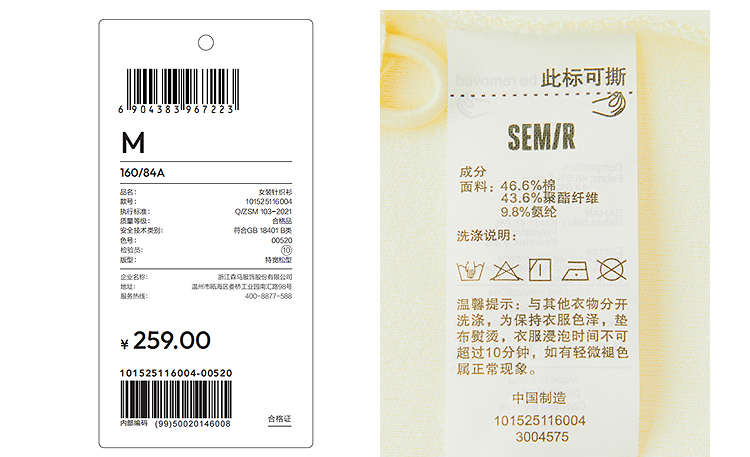 6904383967223
M
160/84A
品名: 女装针织衫
款号: 101525116004
执行标准: Q/ZSM 103-2021
质量等级: 合格品
安全技术类别: 符合GB 18401 B类
色号: 00520
检验员: 10
版型: 特宽松型
企业名称: 浙江森马服饰股份有限公司
地址: 温州市瓯海区娄桥工业园南汇路98号
服务热线: 400-8877-588
¥ 259.00
101525116004-00520
内部编码 (99)50020146008
合格证
此标可撕
SEMIR
成分
面料: 46.6%棉
43.6%聚酯纤维
9.8%氨纶
洗涤说明:
温馨提示: 与其他衣物分开
洗涤, 为保持衣服色泽, 垫
布熨烫, 衣服浸泡时间不可
超过10分钟, 如有轻微褪色
属正常现象。
中国制造
101525116004
3004575